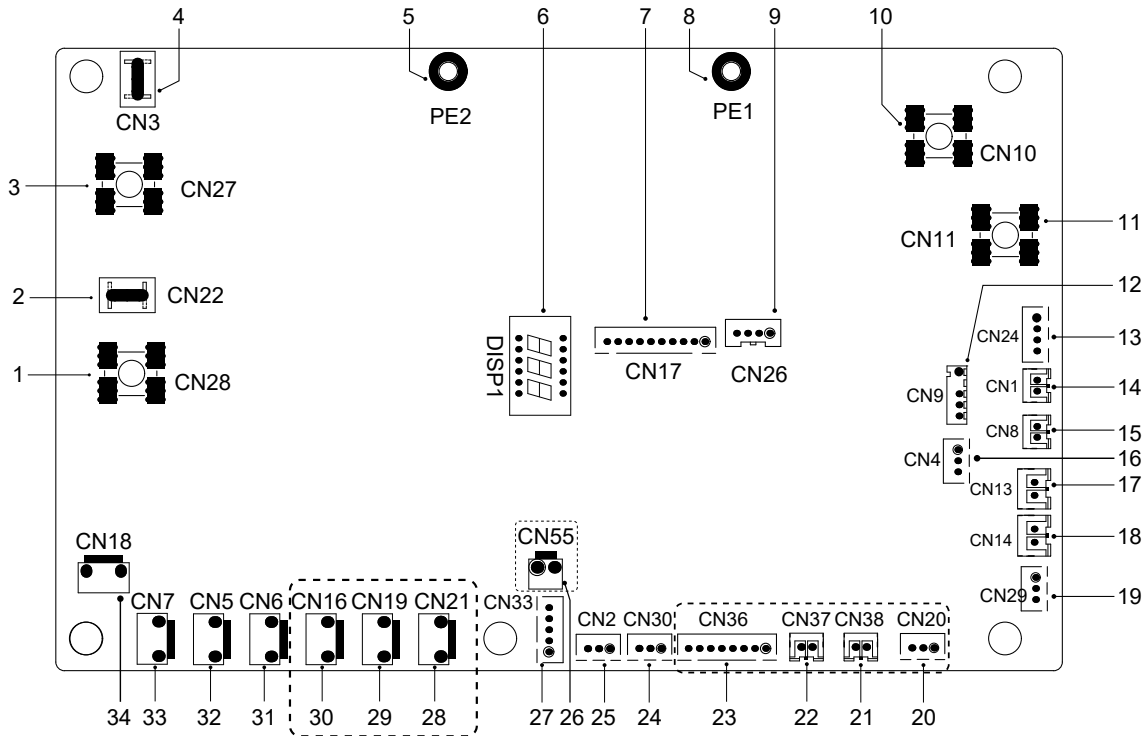 4 5 6 7 8 9 10
CN3 PE2 PE1
CN10
3 CN27
CN11 11
2 CN22
12
DISP1
CN24 13
CN17 CN26
1 CN28
CN9 CN1 14
CN8 15
CN4 16
CN13 17
CN18 CN55 CN14 18
CN7 CN5 CN6 CN16 CN19 CN21 CN33 CN2 CN30 CN36 CN37 CN38 CN20
CN29 19
34 33 32 31 30 29 28 27 26 25 24 23 22 21 20